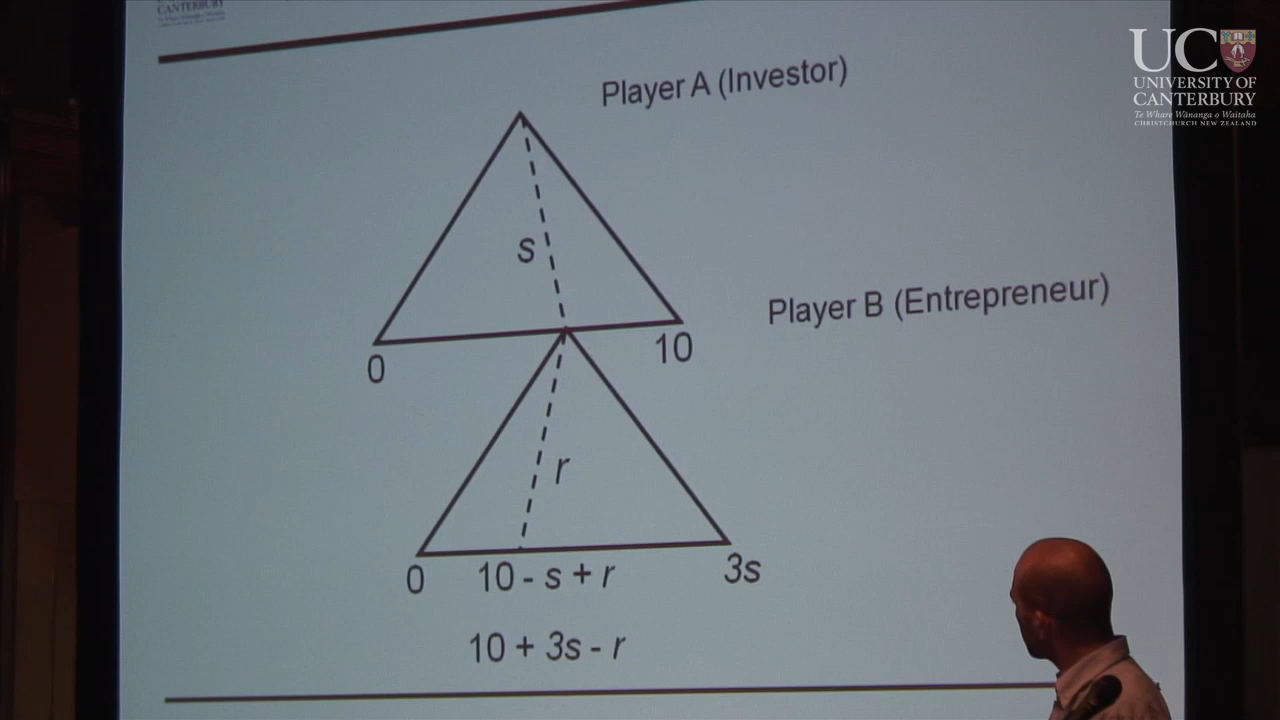 CANTERBURY
Player A (Investor)
UC
UNIVERSITY OF
CANTERBURY
Te Whare Wānanga o Waitaha
CHRISTCHURCH NEW ZEALAND
s
Player B (Entrepreneur)
0
10
r
0
10 - s + r
3s
10 + 3s - r